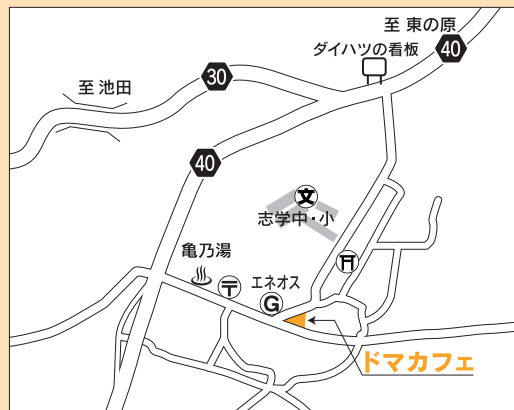 至 東の原
ダイハツの看板
40
30
至 池田
40
文
志学中・小
亀乃湯
〒
エネオス
G
ドマカフェ